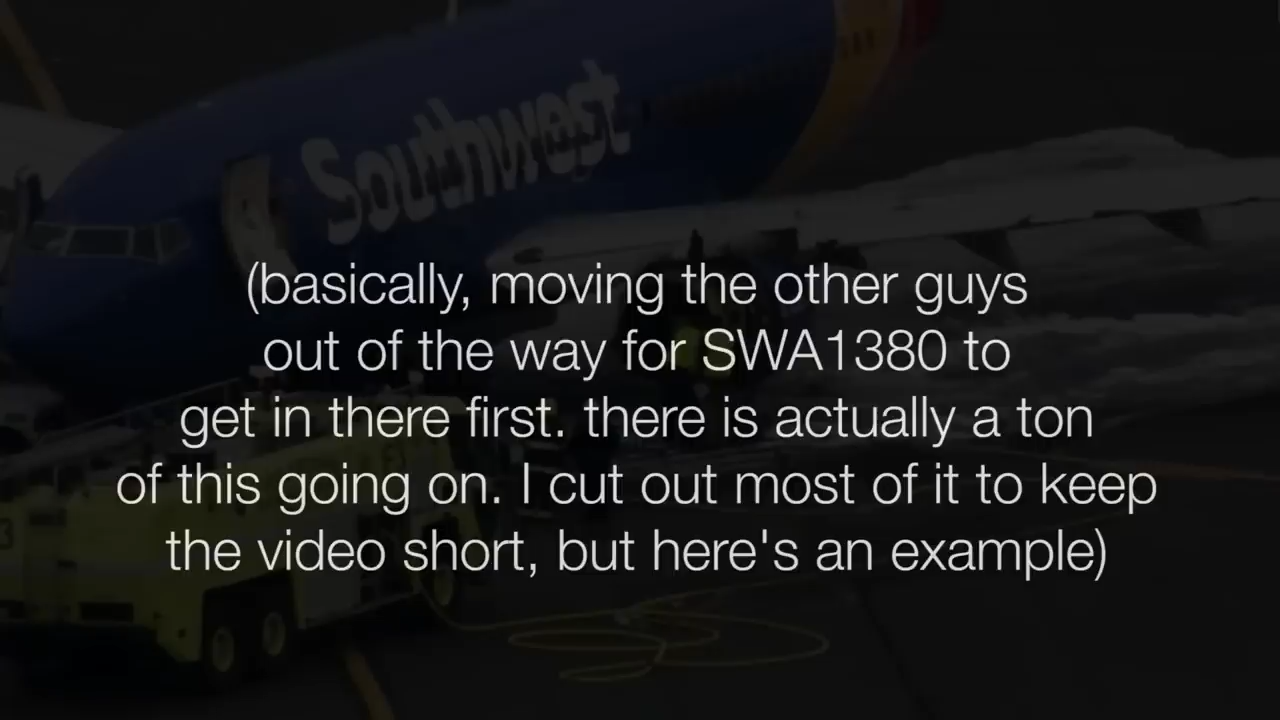 Southwest
(basically, moving the other guys
out of the way for SWA1380 to
get in there first. there is actually a ton
of this going on. I cut out most of it to keep
the video short, but here's an example)
3